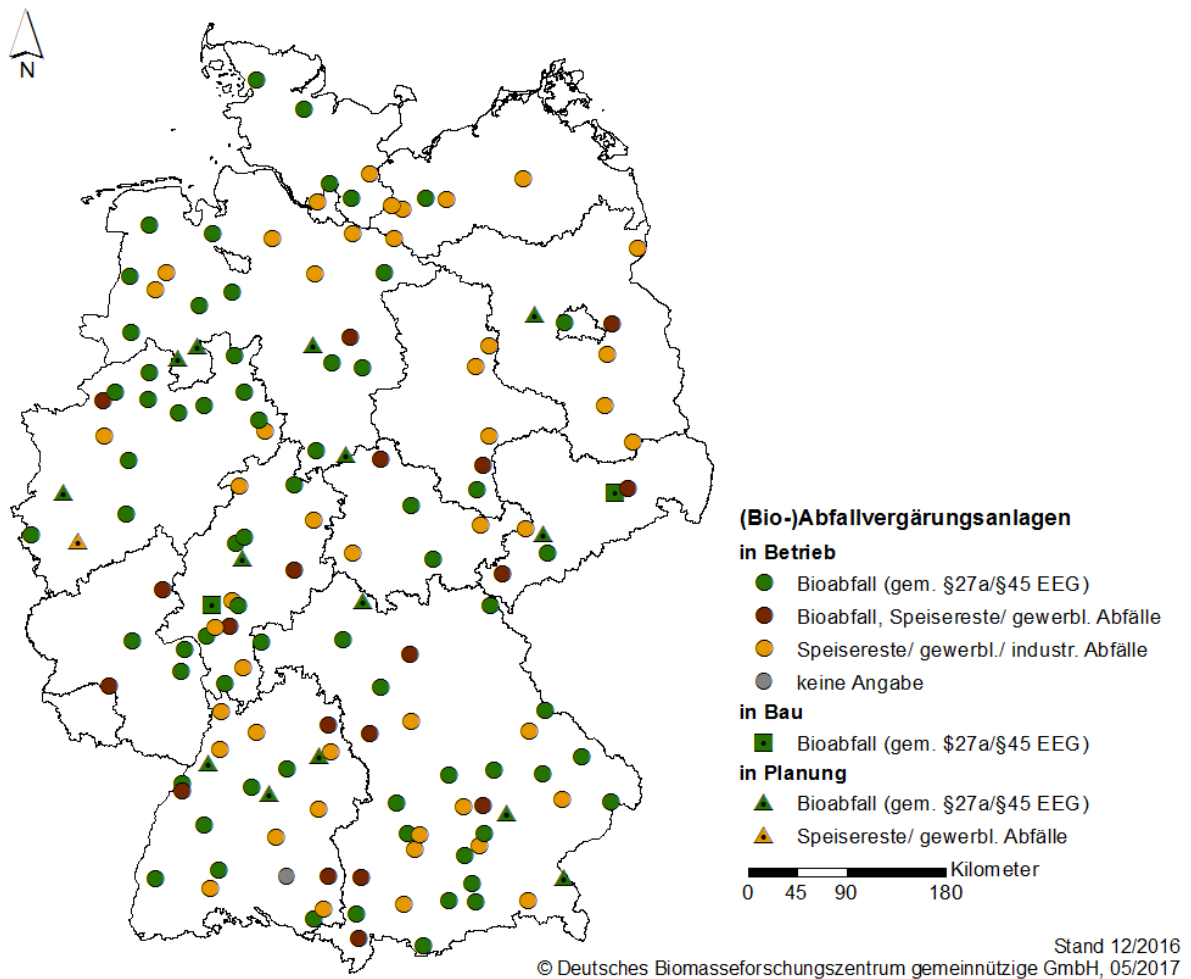 N
(Bio-)Abfallvergärungsanlagen
in Betrieb
Bioabfall (gem. §27a/§45 EEG)
Bioabfall, Speisereste/ gewerbl. Abfälle
Speisereste/ gewerbl./ industr. Abfälle
keine Angabe
in Bau
Bioabfall (gem. $27a/§45 EEG)
in Planung
Bioabfall (gem. §27a/§45 EEG)
Speisereste/ gewerbl. Abfälle
Kilometer
0 45 90 180
Stand 12/2016
© Deutsches Biomasseforschungszentrum gemeinnützige GmbH, 05/2017